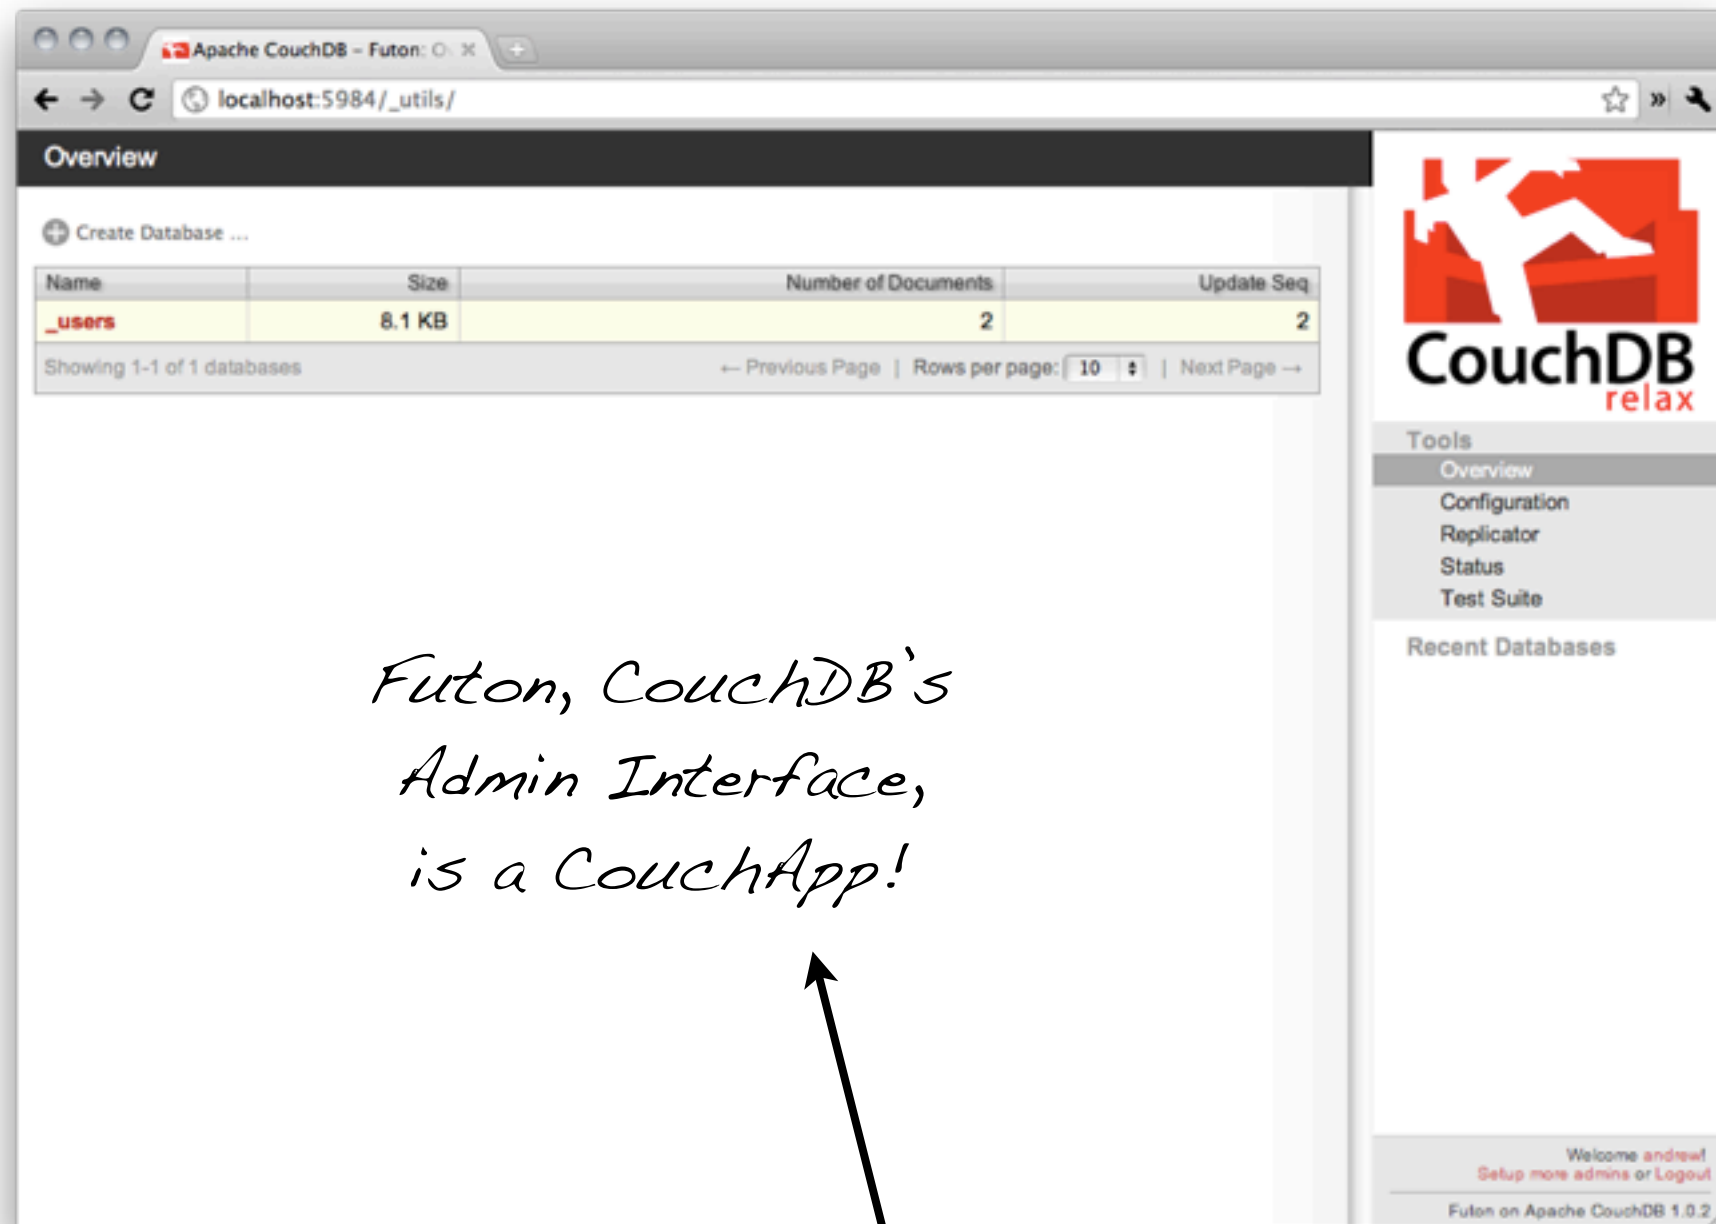 Apache CouchDB – Futon: O
localhost:5984/_utils/
Overview
Create Database ...
Name Size Number of Documents Update Seq
_users 8.1 KB 2 2
Showing 1-1 of 1 databases ← Previous Page | Rows per page: 10 | Next Page →
CouchDB
relax
Tools
Overview
Configuration
Replicator
Status
Test Suite
Recent Databases
Futon, CouchDB's
Admin Interface,
is a CouchApp!
Welcome andrew!
Setup more admins or Logout
Futon on Apache CouchDB 1.0.2